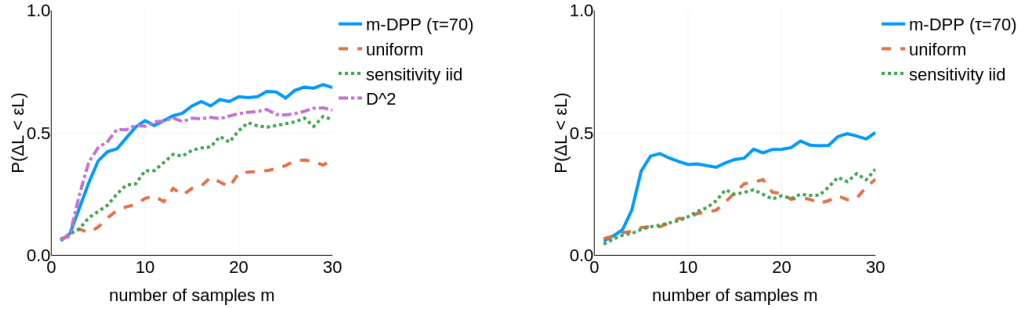 1.0
0.5
0.0
P(ΔL < εL)
0 10 20 30
number of samples m
m-DPP (τ=70)
uniform
sensitivity iid
D^2
1.0
0.5
0.0
P(ΔL < εL)
0 10 20 30
number of samples m
m-DPP (τ=70)
uniform
sensitivity iid